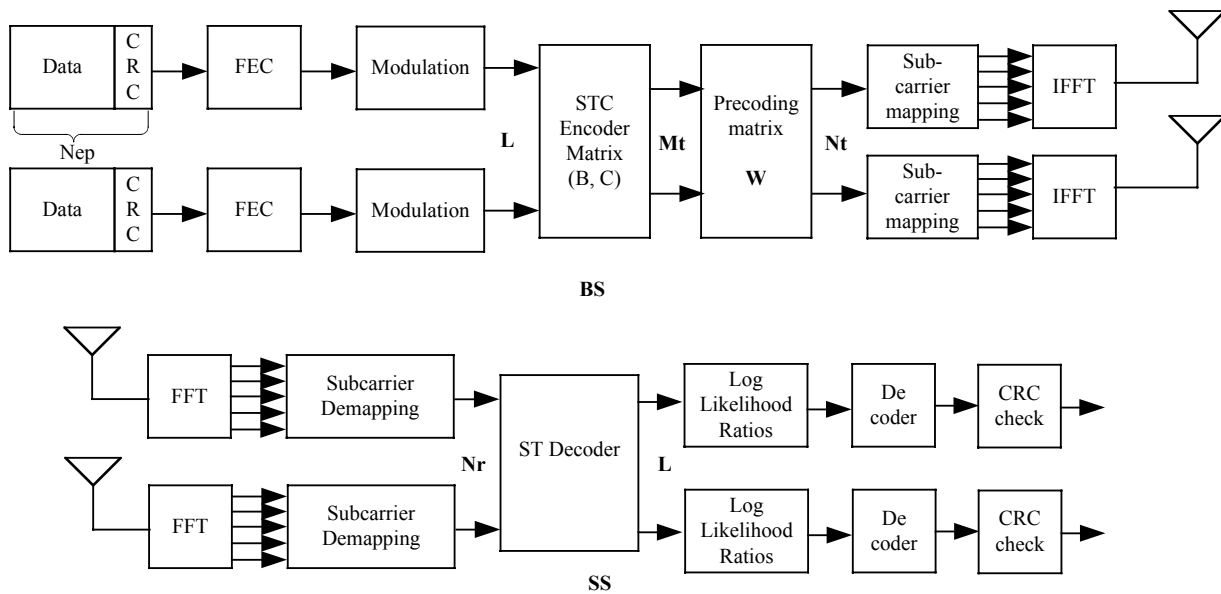 Data
C
R
C
FEC
Modulation
L
STC
Encoder
Matrix
(B, C)
Mt
Precoding
matrix
W
Nt
Sub-
carrier
mapping
IFFT
Nep
Data
C
R
C
FEC
Modulation
Sub-
carrier
mapping
IFFT
BS
FFT
Subcarrier
Demapping
Nr
ST Decoder
L
Log
Likelihood
Ratios
De
coder
CRC
check
FFT
Subcarrier
Demapping
Log
Likelihood
Ratios
De
coder
CRC
check
SS